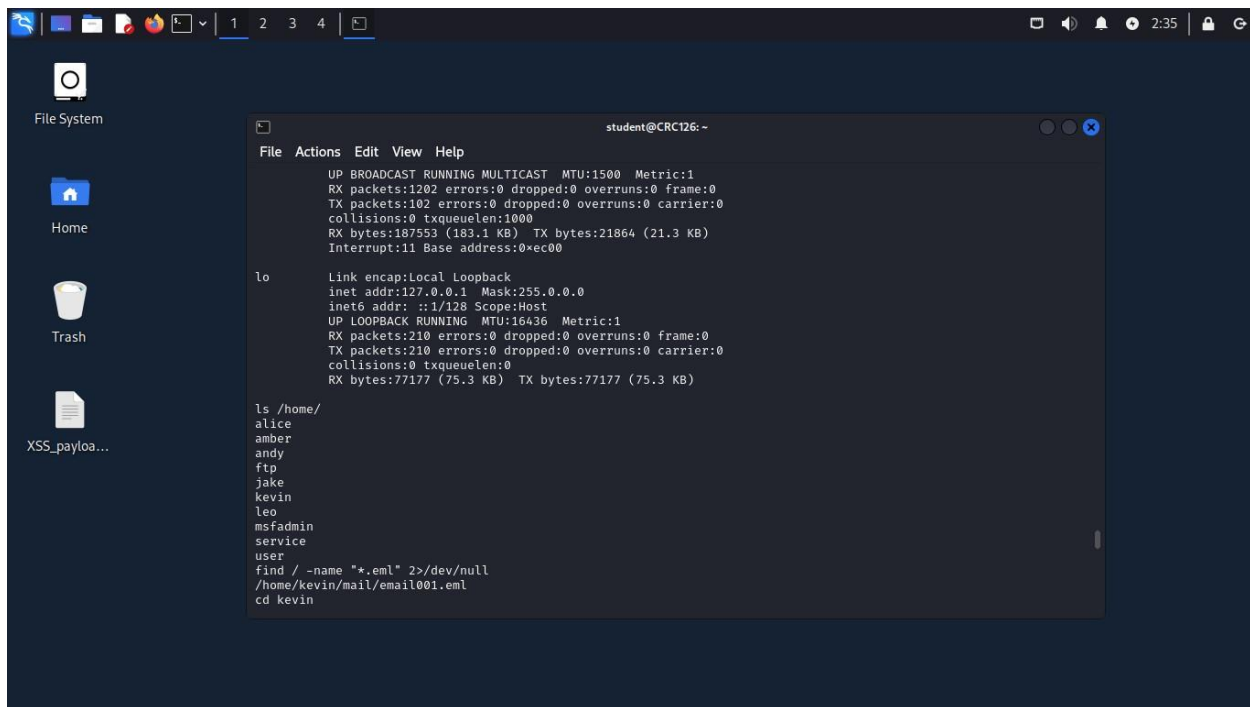 1 2 3 4
2:35
File System
Home
Trash
XSS_payloa...
student@CRC126: ~
File Actions Edit View Help
UP BROADCAST RUNNING MULTICAST MTU:1500 Metric:1
RX packets:1202 errors:0 dropped:0 overruns:0 frame:0
TX packets:102 errors:0 dropped:0 overruns:0 carrier:0
collisions:0 txqueuelen:1000
RX bytes:187553 (183.1 KB) TX bytes:21864 (21.3 KB)
Interrupt:11 Base address:0×ec00
lo Link encap:Local Loopback
inet addr:127.0.0.1 Mask:255.0.0.0
inet6 addr: ::1/128 Scope:Host
UP LOOPBACK RUNNING MTU:16436 Metric:1
RX packets:210 errors:0 dropped:0 overruns:0 frame:0
TX packets:210 errors:0 dropped:0 overruns:0 carrier:0
collisions:0 txqueuelen:0
RX bytes:77177 (75.3 KB) TX bytes:77177 (75.3 KB)
ls /home/
alice
amber
andy
ftp
jake
kevin
leo
msfadmin
service
user
find / -name "*.eml" 2>/dev/null
/home/kevin/mail/email001.eml
cd kevin